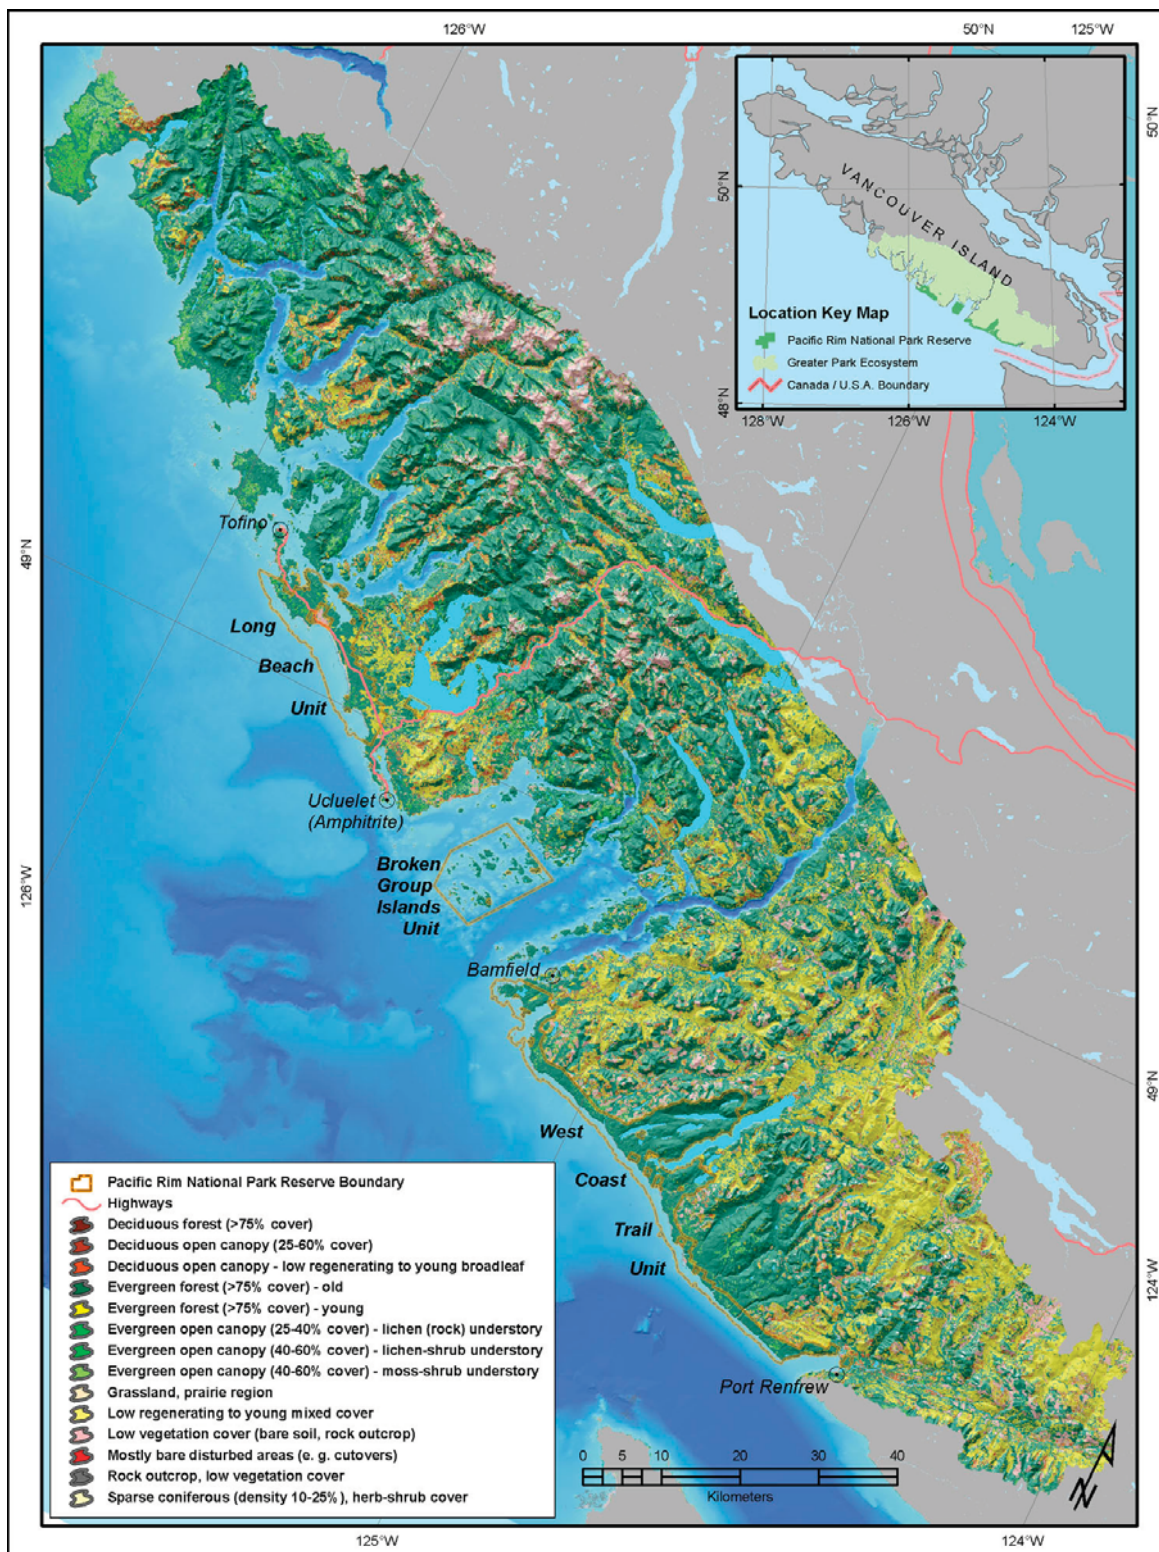 126°W
50°N
125°W
50°N
VANCOUVER ISLAND
50°N
48°N
Location Key Map
Pacific Rim National Park Reserve
Greater Park Ecosystem
Canada / U.S.A. Boundary
128°W
126°W
124°W
Tofino
49°N
Long
Beach
Unit
Ucluelet
(Amphitrite)
126°W
Broken
Group
Islands
Unit
Bamfield
49°N
West
Coast
Trail
Unit
124°W
Port Renfrew
Pacific Rim National Park Reserve Boundary
Highways
Deciduous forest (>75% cover)
Deciduous open canopy (25-60% cover)
Deciduous open canopy - low regenerating to young broadleaf
Evergreen forest (>75% cover) - old
Evergreen forest (>75% cover) - young
Evergreen open canopy (25-40% cover) - lichen (rock) understory
Evergreen open canopy (40-60% cover) - lichen-shrub understory
Evergreen open canopy (40-60% cover) - moss-shrub understory
Grassland, prairie region
Low regenerating to young mixed cover
Low vegetation cover (bare soil, rock outcrop)
Mostly bare disturbed areas (e. g. cutovers)
Rock outcrop, low vegetation cover
Sparse coniferous (density 10-25%), herb-shrub cover
0 5 10 20 30 40
Kilometers
N
125°W
124°W